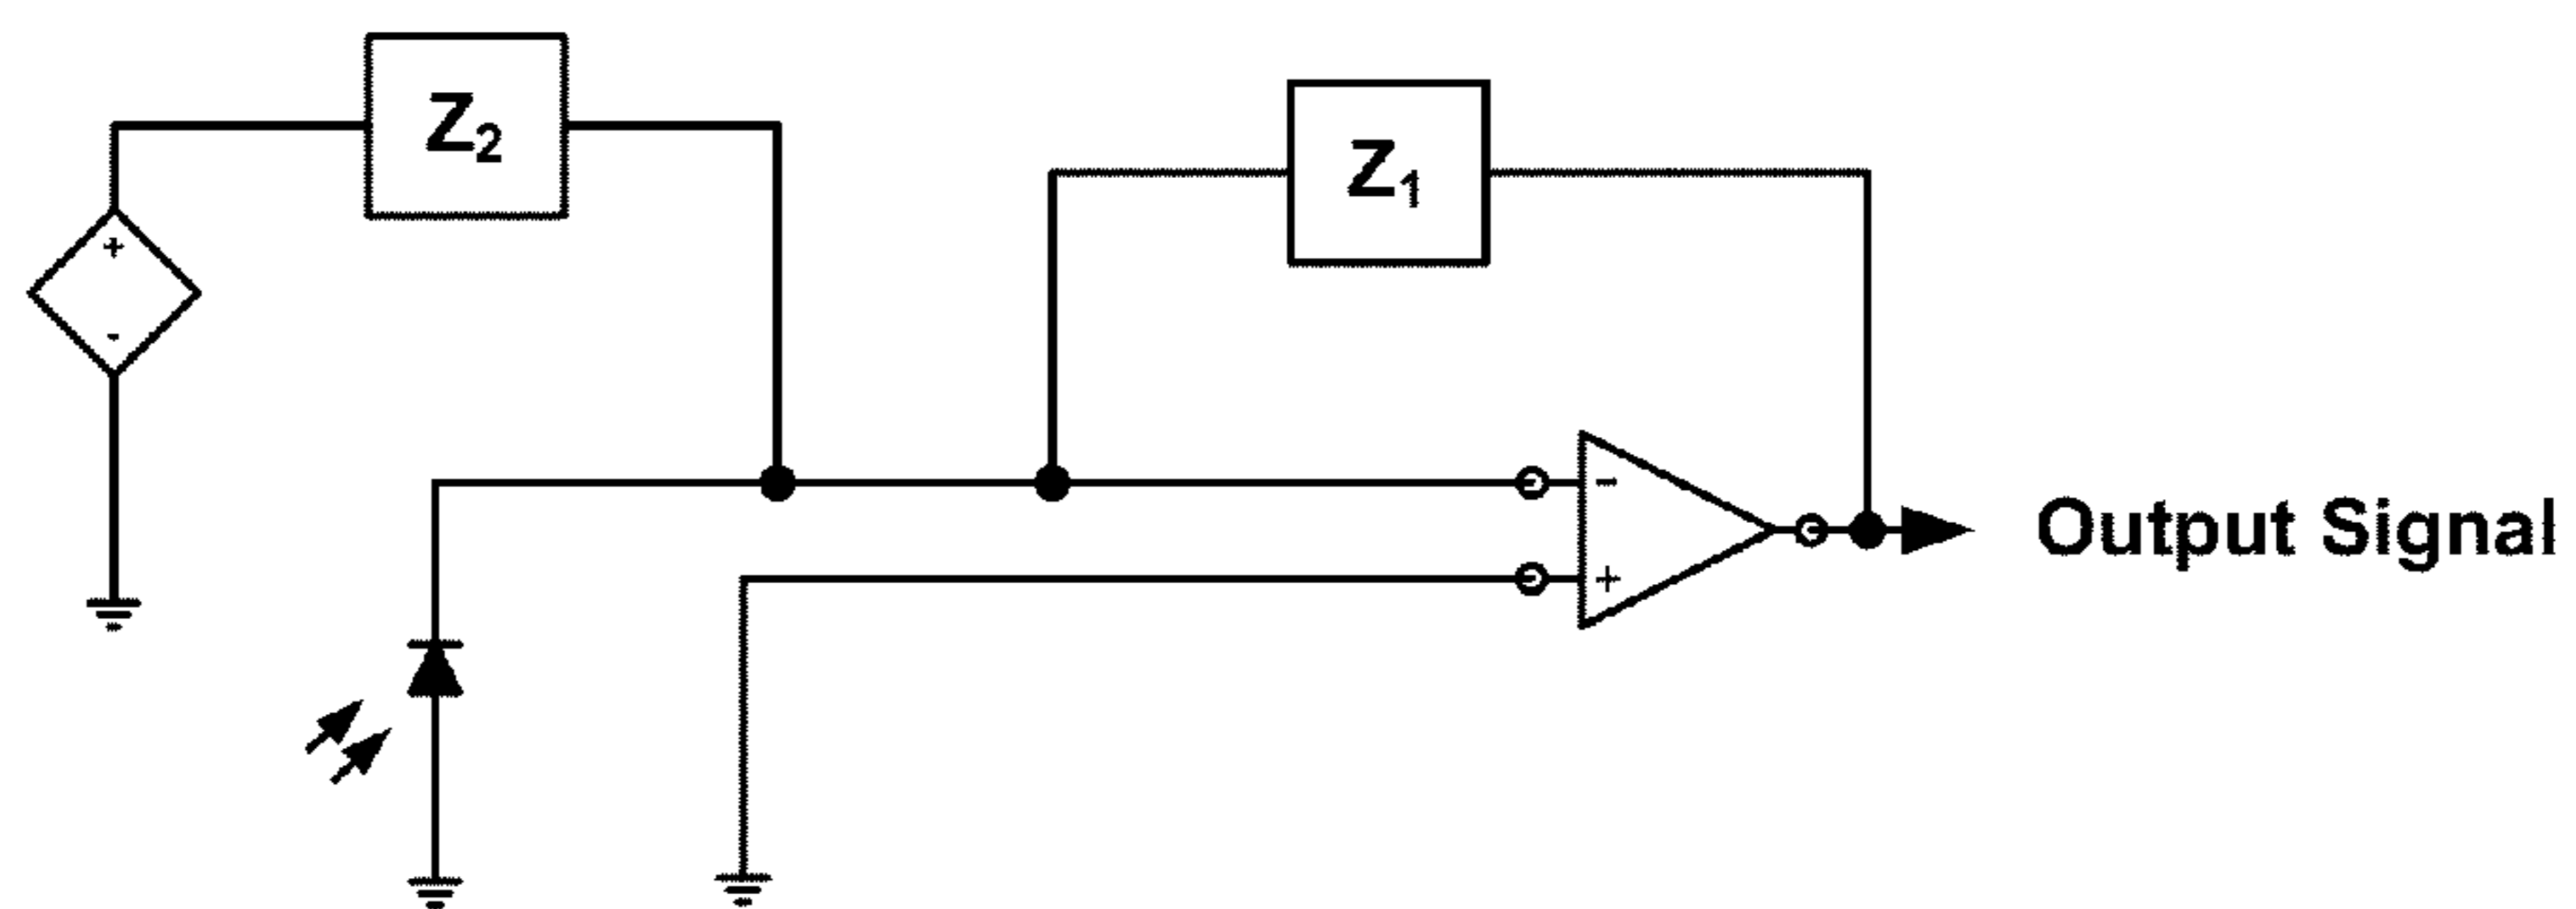 Z₂
Z₁
+
-
-
+
Output Signal